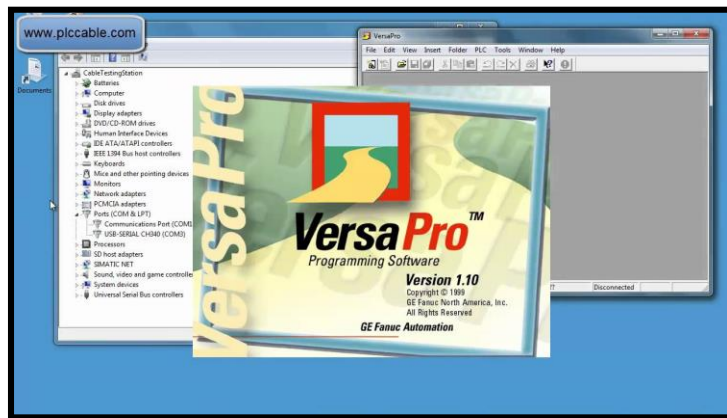 www.plccable.com
Documents
CableTestingStation
Batteries
Computer
Disk drives
Display adapters
DVD/CD-ROM drives
Human Interface Devices
IDE ATA/ATAPI controllers
IEEE 1394 Bus host controllers
Keyboards
Mice and other pointing devices
Monitors
Network adapters
PCMCIA adapters
Ports (COM & LPT)
Communications Port (COM1
USB-SERIAL CH340 (COM3)
Processors
SD host adapters
SIMATIC NET
Sound, video and game controlle
System devices
Universal Serial Bus controllers
VersaPro
File Edit View Insert Folder PLC Tools Window Help
Disconnected
VersaPro
VersaPro™
Programming Software
Version 1.10
Copyright © 1999
GE Fanuc North America, Inc.
All Rights Reserved
GE Fanuc Automation